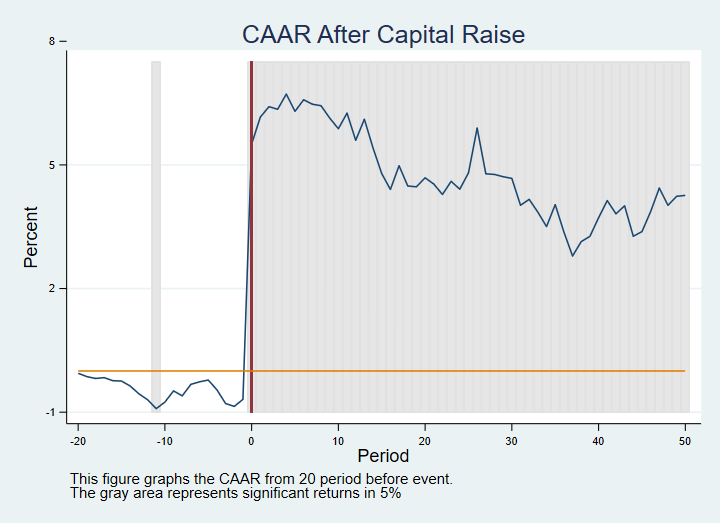 CAAR After Capital Raise
8
5
2
-1
Percent
-20 -10 0 10 20 30 40 50
Period
This figure graphs the CAAR from 20 period before event.
The gray area represents significant returns in 5%